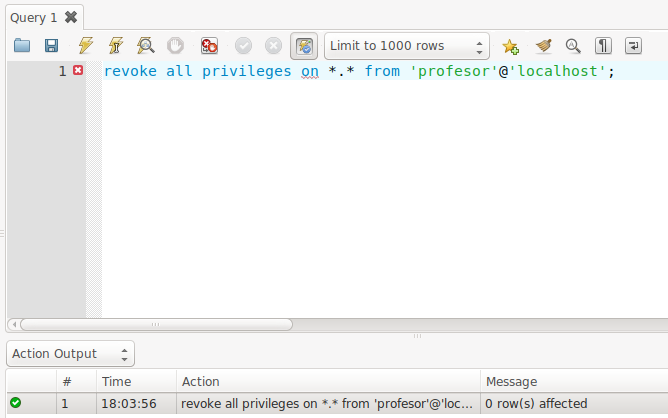 Query 1
Limit to 1000 rows
1 revoke all privileges on *.* from 'profesor'@'localhost';
Action Output
# Time Action Message
1 18:03:56 revoke all privileges on *.* from 'profesor'@'loc... 0 row(s) affected